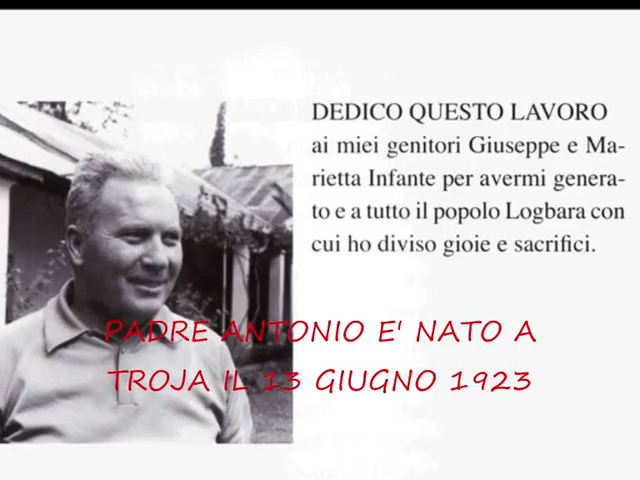 DEDICO QUESTO LAVORO
ai miei genitori Giuseppe e Ma-
rietta Infante per avermi genera-
to e a tutto il popolo Logbara con
cui ho diviso gioie e sacrifici.
PADRE ANTONIO E' NATO A
TROJA IL 13 GIUGNO 1923